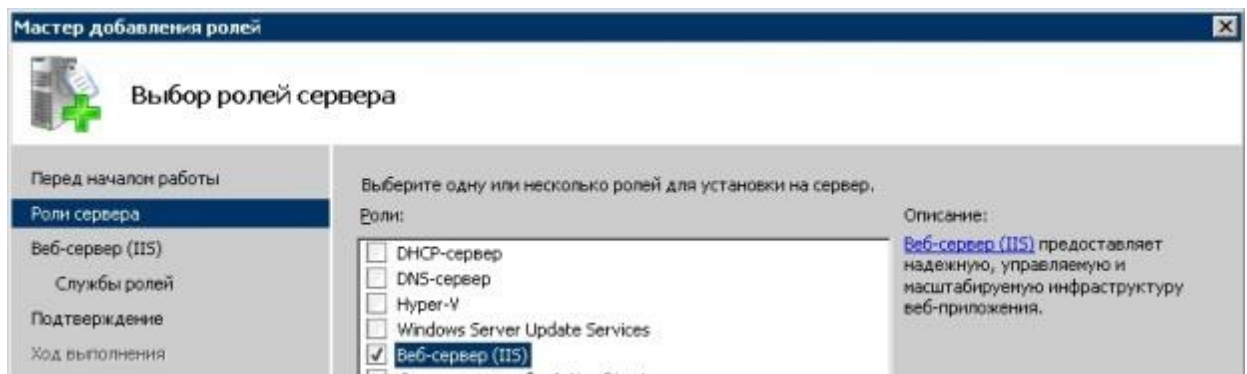 Мастер добавления ролей
Выбор ролей сервера
Перед началом работы
Роли сервера
Веб-сервер (IIS)
Службы ролей
Подтверждение
Ход выполнения
Выберите одну или несколько ролей для установки на сервер.
Роли:
DHCP-сервер
DNS-сервер
Hyper-V
Windows Server Update Services
Веб-сервер (IIS)
Описание:
Веб-сервер (IIS) предоставляет
надежную, управляемую и
масштабируемую инфраструктуру
веб-приложения.